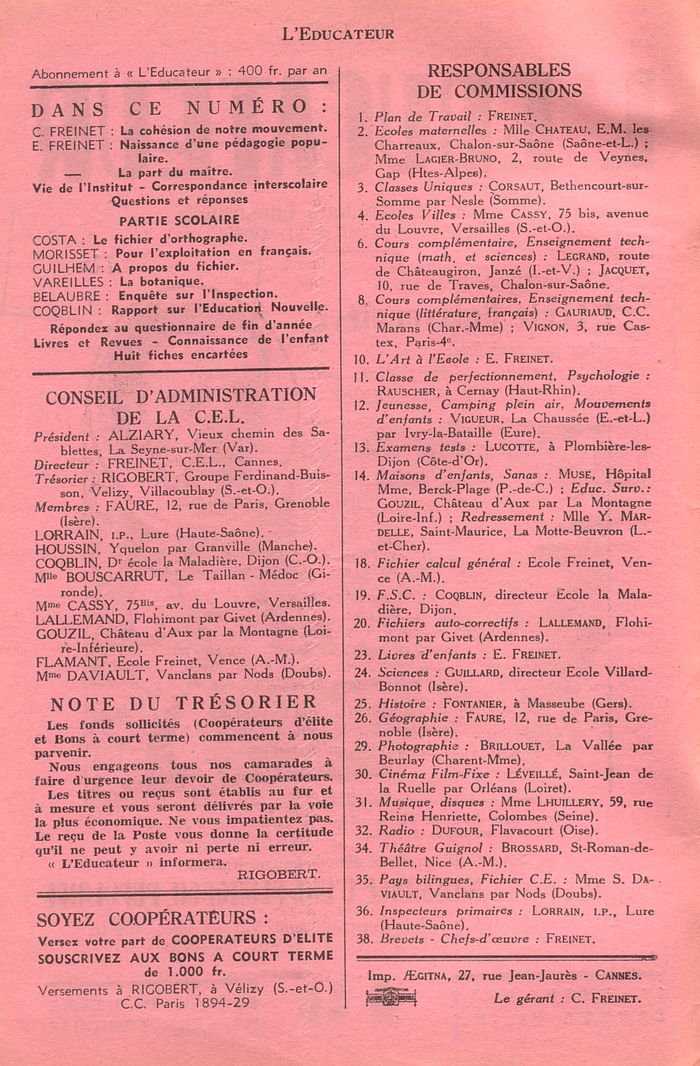 L'EDUCATEUR
Abonnement à « L'Educateur » : 400 fr. par an
DANS CE NUMÉRO :
C. FREINET : La cohésion de notre mouvement.
E. FREINET : Naissance d'une pédagogie popu-
laire.
— La part du maître.
Vie de l'Institut - Correspondance interscolaire
Questions et réponses
PARTIE SCOLAIRE
COSTA : Le fichier d'orthographe.
MORISSET : Pour l'exploitation en français.
GUILHEM : A propos du fichier.
VAREILLES : La botanique.
BELAUBRE : Enquête sur l'Inspection.
COQBLIN : Rapport sur l'Education Nouvelle.
Répondez au questionnaire de fin d'année
Livres et Revues - Connaissance de l'enfant
Huit fiches encartées
CONSEIL D'ADMINISTRATION
DE LA C.E.L.
Président : ALZIARY, Vieux chemin des Sa-
blettes, La Seyne-sur-Mer (Var).
Directeur : FREINET, C.E.L., Cannes.
Trésorier : RIGOBERT, Groupe Ferdinand-Buis-
son, Velizy, Villacoublay (S.-et-O.).
Membres : FAURE, 12, rue de Paris, Grenoble
(Isère).
LORRAIN, I.P., Lure (Haute-Saône).
HOUSSIN, Yquelon par Granville (Manche).
COQBLIN, Dr école la Maladière, Dijon (C.-O.).
Mlle BOUSCARRUT, Le Taillan - Médoc (Gi-
ronde).
Mme CASSY, 75Bis, av. du Louvre, Versailles.
LALLEMAND, Flohimont par Givet (Ardennes).
GOUZIL, Château d'Aux par la Montagne (Loi-
re-Inférieure).
FLAMANT, Ecole Freinet, Vence (A.-M.).
Mme DAVIAULT, Vanclans par Nods (Doubs).
NOTE DU TRÉSORIER
Les fonds sollicités (Coopérateurs d'élite
et Bons à court terme) commencent à nous
parvenir.
Nous engageons tous nos camarades à
faire d'urgence leur devoir de Coopérateurs.
Les titres ou reçus sont établis au fur et
à mesure et vous seront délivrés par la voie
la plus économique. Ne vous impatientez pas.
Le reçu de la Poste vous donne la certitude
qu'il ne peut y avoir ni perte ni erreur.
« L'Educateur » informera.
RIGOBERT.
SOYEZ COOPÉRATEURS :
Versez votre part de COOPERATEURS D'ELITE
SOUSCRIVEZ AUX BONS A COURT TERME
de 1.000 fr.
Versements à RIGOBERT, à Vélizy (S.-et-O.)
C.C. Paris 1894-29
RESPONSABLES
DE COMMISSIONS
1. Plan de Travail : FREINET.
2. Ecoles maternelles : Mlle CHATEAU, E.M. les
Charreaux, Chalon-sur-Saône (Saône-et-L.) ;
Mme LAGIER-BRUNO, 2, route de Veynes,
Gap (Htes-Alpes).
3. Classes Uniques : CORSAUT, Bethencourt-sur-
Somme par Nesle (Somme).
4. Ecoles Villes : Mme CASSY, 75 bis, avenue
du Louvre, Versailles (S.-et-O.).
6. Cours complémentaire, Enseignement tech-
nique (math. et sciences) : LEGRAND, route
de Châteaugiron, Janzé (I.-et-V.) ; JACQUET,
10, rue de Traves, Chalon-sur-Saône.
8. Cours complémentaires, Enseignement tech-
nique (littérature, français) : GAURIAUD, C.C.
Marans (Char.-Mme) ; VIGNON, 3, rue Cas-
tex, Paris-4e.
10. L'Art à l'Ecole : E. FREINET.
11. Classe de perfectionnement, Psychologie :
RAUSCHER, à Cernay (Haut-Rhin).
12. Jeunesse, Camping plein air, Mouvements
d'enfants : VIGUEUR, La Chaussée (E.-et-L.)
par Ivry-la-Bataille (Eure).
13. Examens tests : LUCOTTE, à Plombière-les-
Dijon (Côte-d'Or).
14. Maisons d'enfants, Sanas : MUSE, Hôpital
Mme, Berck-Plage (P.-de-C.) ; Educ. Surv. :
GOUZIL, Château d'Aux par La Montagne
(Loire-Inf.) ; Redressement : Mlle Y. MAR-
DELLE, Saint-Maurice, La Motte-Beuvron (L.-
et-Cher).
18. Fichier calcul général : Ecole Freinet, Ven-
ce (A.-M.).
19. F.S.C. : COQBLIN, directeur Ecole la Mala-
dière, Dijon.
20. Fichiers auto-correctifs : LALLEMAND, Flohi-
mont par Givet (Ardennes).
23. Livres d'enfants : E. FREINET.
24. Sciences : GUILLARD, directeur Ecole Villard-
Bonnot (Isère).
25. Histoire : FONTANIER, à Masseube (Gers).
26. Géographie : FAURE, 12, rue de Paris, Gre-
noble (Isère).
29. Photographie : BRILLOUET, La Vallée par
Beurlay (Charent-Mme).
30. Cinéma Film-Fixe : LÉVEILLÉ, Saint-Jean de
la Ruelle par Orléans (Loiret).
31. Musique, disques : Mme LHUILLERY, 59, rue
Reine Henriette, Colombes (Seine).
32. Radio : DUFOUR, Flavacourt (Oise).
34. Théâtre Guignol : BROSSARD, St-Roman-de-
Bellet, Nice (A.-M.).
35. Pays bilingues, Fichier C.E. : Mme S. DA-
VIAULT, Vanclans par Nods (Doubs).
36. Inspecteurs primaires : LORRAIN, I.P., Lure
(Haute-Saône).
38. Brevets - Chefs-d'œuvre : FREINET.
Imp. ÆGITNA, 27, rue Jean-Jaurès - CANNES.
Le gérant : C. FREINET.